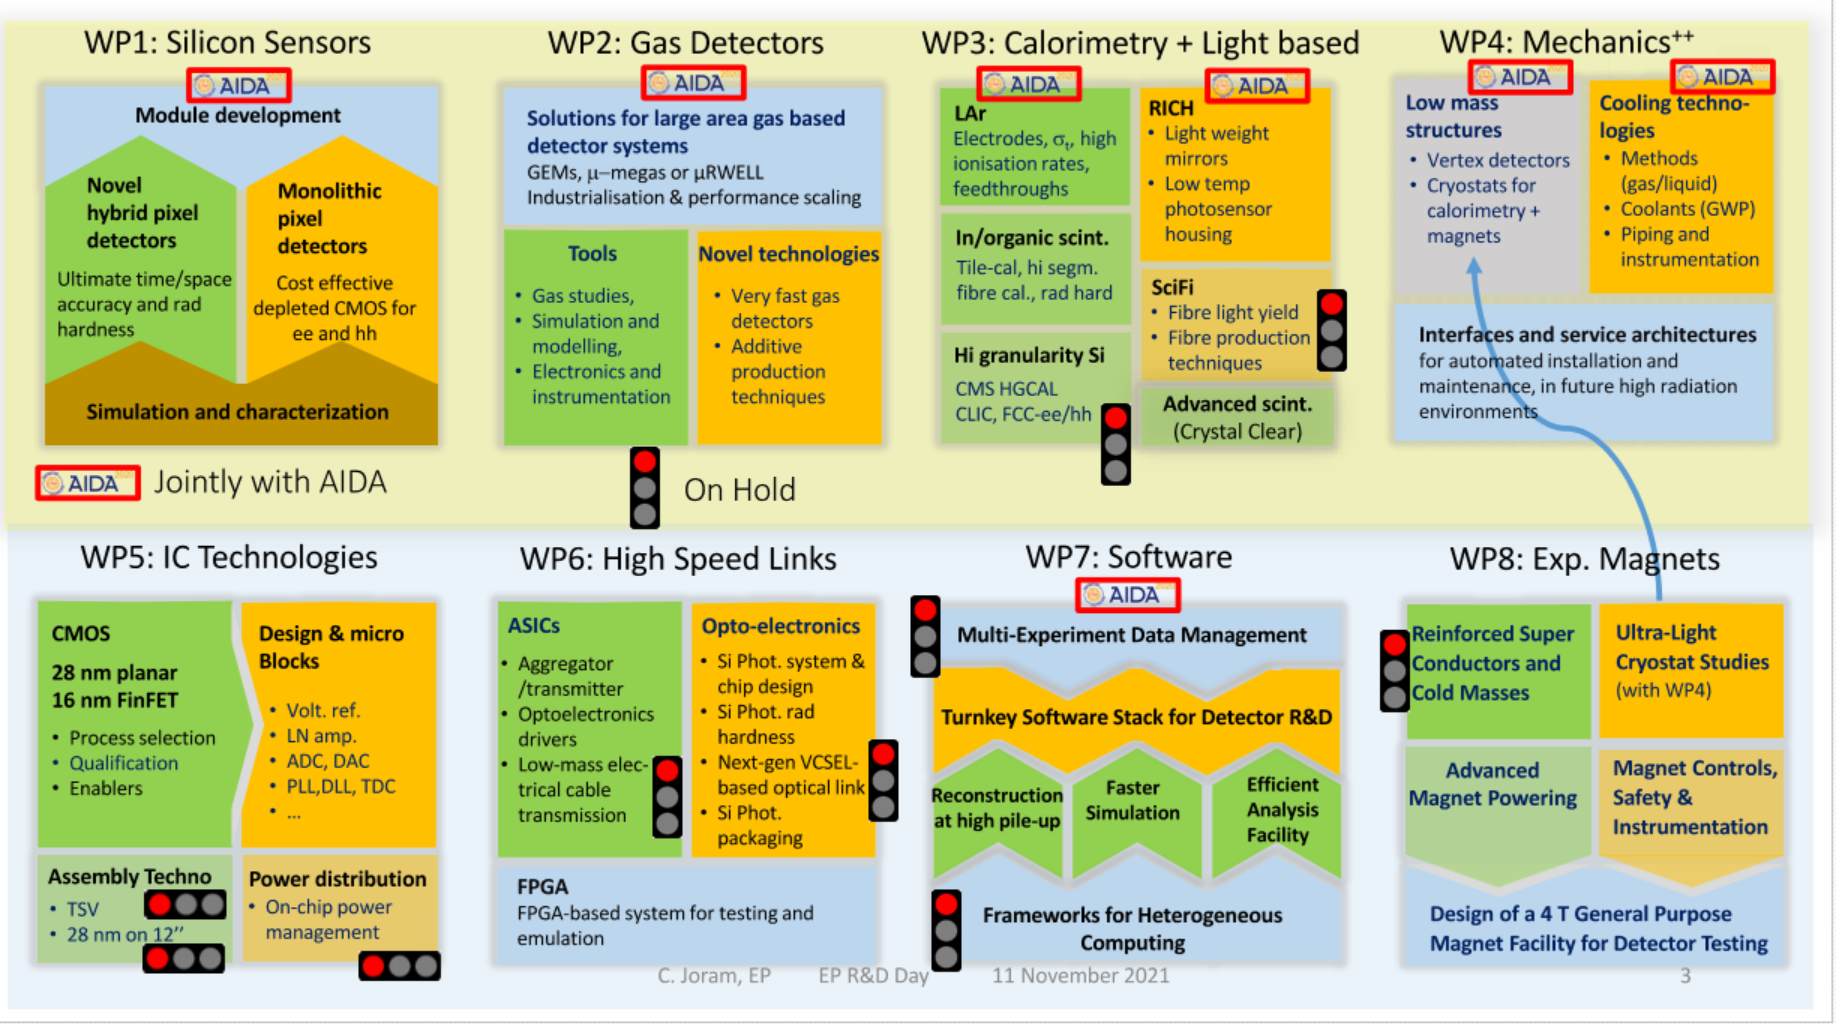 WP1: Silicon Sensors
AIDA
Module development
Novel
hybrid pixel
detectors
Ultimate time/space
accuracy and rad
hardness
Monolithic
pixel
detectors
Cost effective
depleted CMOS for
ee and hh
Simulation and characterization
AIDA Jointly with AIDA
WP2: Gas Detectors
AIDA
Solutions for large area gas based
detector systems
GEMs, μ–megas or μRWELL
Industrialisation & performance scaling
Tools
• Gas studies,
• Simulation and
modelling,
• Electronics and
instrumentation
Novel technologies
• Very fast gas
detectors
• Additive
production
techniques
On Hold
WP3: Calorimetry + Light based
AIDA
LAr
Electrodes, σt, high
ionisation rates,
feedthroughs
In/organic scint.
Tile-cal, hi segm.
fibre cal., rad hard
Hi granularity Si
CMS HGCAL
CLIC, FCC-ee/hh
AIDA
RICH
• Light weight
mirrors
• Low temp
photosensor
housing
SciFi
• Fibre light yield
• Fibre production
techniques
Advanced scint.
(Crystal Clear)
WP4: Mechanics++
AIDA
Low mass
structures
• Vertex detectors
• Cryostats for
calorimetry +
magnets
AIDA
Cooling techno-
logies
• Methods
(gas/liquid)
• Coolants (GWP)
• Piping and
instrumentation
Interfaces and service architectures
for automated installation and
maintenance, in future high radiation
environments
WP5: IC Technologies
CMOS
28 nm planar
16 nm FinFET
• Process selection
• Qualification
• Enablers
Design & micro
Blocks
• Volt. ref.
• LN amp.
• ADC, DAC
• PLL,DLL, TDC
• ...
Assembly Techno
• TSV
• 28 nm on 12’’
Power distribution
• On-chip power
management
WP6: High Speed Links
ASICs
• Aggregator
/transmitter
• Optoelectronics
drivers
• Low-mass elec-
trical cable
transmission
Opto-electronics
• Si Phot. system &
chip design
• Si Phot. rad
hardness
• Next-gen VCSEL-
based optical link
• Si Phot.
packaging
FPGA
FPGA-based system for testing and
emulation
WP7: Software
AIDA
Multi-Experiment Data Management
Turnkey Software Stack for Detector R&D
Reconstruction
at high pile-up
Faster
Simulation
Efficient
Analysis
Facility
Frameworks for Heterogeneous
Computing
WP8: Exp. Magnets
Reinforced Super
Conductors and
Cold Masses
Ultra-Light
Cryostat Studies
(with WP4)
Advanced
Magnet Powering
Magnet Controls,
Safety &
Instrumentation
Design of a 4 T General Purpose
Magnet Facility for Detector Testing
C. Joram, EP EP R&D Day 11 November 2021 3